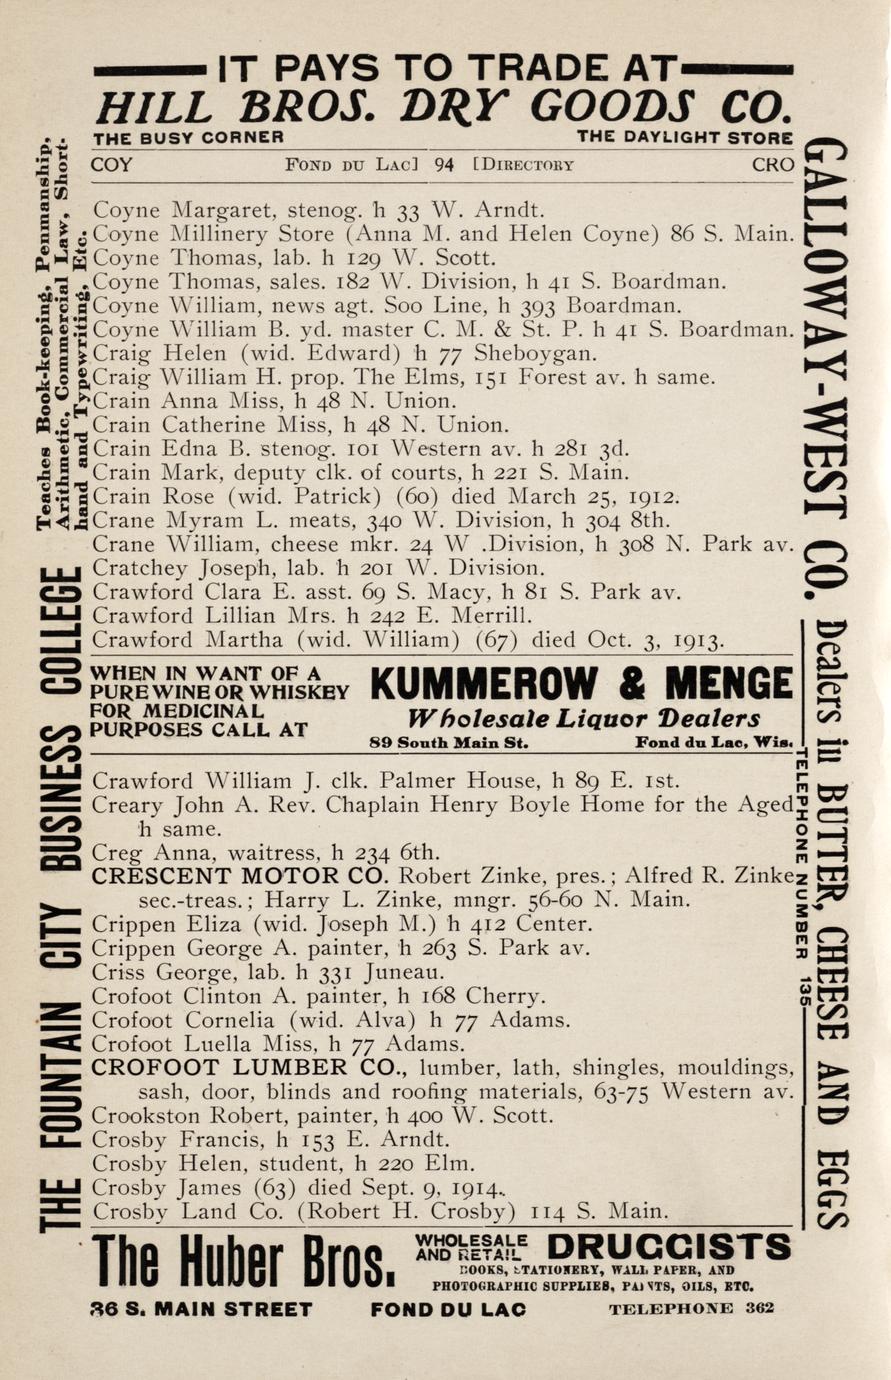 IT PAYS TO TRADE AT
HILL BROS. DRY GOODS CO.
THE BUSY CORNER THE DAYLIGHT STORE
COY FOND DU LAC] 94 [DIRECTORY CRO
Coyne Margaret, stenog. h 33 W. Arndt.
Coyne Millinery Store (Anna M. and Helen Coyne) 86 S. Main.
Coyne Thomas, lab. h 129 W. Scott.
Coyne Thomas, sales. 182 W. Division, h 41 S. Boardman.
Coyne William, news agt. Soo Line, h 393 Boardman.
Coyne William B. yd. master C. M. & St. P. h 41 S. Boardman.
Craig Helen (wid. Edward) h 77 Sheboygan.
Craig William H. prop. The Elms, 151 Forest av. h same.
Crain Anna Miss, h 48 N. Union.
Crain Catherine Miss, h 48 N. Union.
Crain Edna B. stenog. 101 Western av. h 281 3d.
Crain Mark, deputy clk. of courts, h 221 S. Main.
Crain Rose (wid. Patrick) (60) died March 25, 1912.
Crane Myram L. meats, 340 W. Division, h 304 8th.
Crane William, cheese mkr. 24 W .Division, h 308 N. Park av.
Cratchey Joseph, lab. h 201 W. Division.
Crawford Clara E. asst. 69 S. Macy, h 81 S. Park av.
Crawford Lillian Mrs. h 242 E. Merrill.
Crawford Martha (wid. William) (67) died Oct. 3, 1913.
WHEN IN WANT OF A
PURE WINE OR WHISKEY
FOR MEDICINAL
PURPOSES CALL AT
KUMMEROW & MENGE
Wholesale Liquor Dealers
89 South Main St. Fond du Lac, Wis.
Crawford William J. clk. Palmer House, h 89 E. 1st.
Creary John A. Rev. Chaplain Henry Boyle Home for the Aged
h same.
Creg Anna, waitress, h 234 6th.
CRESCENT MOTOR CO. Robert Zinke, pres.; Alfred R. Zinke
sec.-treas.; Harry L. Zinke, mngr. 56-60 N. Main.
Crippen Eliza (wid. Joseph M.) h 412 Center.
Crippen George A. painter, h 263 S. Park av.
Criss George, lab. h 331 Juneau.
Crofoot Clinton A. painter, h 168 Cherry.
Crofoot Cornelia (wid. Alva) h 77 Adams.
Crofoot Luella Miss, h 77 Adams.
CROFOOT LUMBER CO., lumber, lath, shingles, mouldings,
sash, door, blinds and roofing materials, 63-75 Western av.
Crookston Robert, painter, h 400 W. Scott.
Crosby Francis, h 153 E. Arndt.
Crosby Helen, student, h 220 Elm.
Crosby James (63) died Sept. 9, 1914.
Crosby Land Co. (Robert H. Crosby) 114 S. Main.
The Huber Bros.
WHOLESALE
AND RETAIL
DRUGGISTS
BOOKS, STATIONERY, WALL PAPER, AND
PHOTOGRAPHIC SUPPLIES, PAINTS, OILS, ETC.
36 S. MAIN STREET FOND DU LAC TELEPHONE 362
THE FOUNTAIN CITY BUSINESS COLLEGE
Teaches Book-keeping, Penmanship,
Arithmetic, Commercial Law, Short-
hand and Typewriting, Etc.
GALLOWAY-WEST CO. Dealers in BUTTER, CHEESE AND EGGS
TELEPHONE NUMBER 135